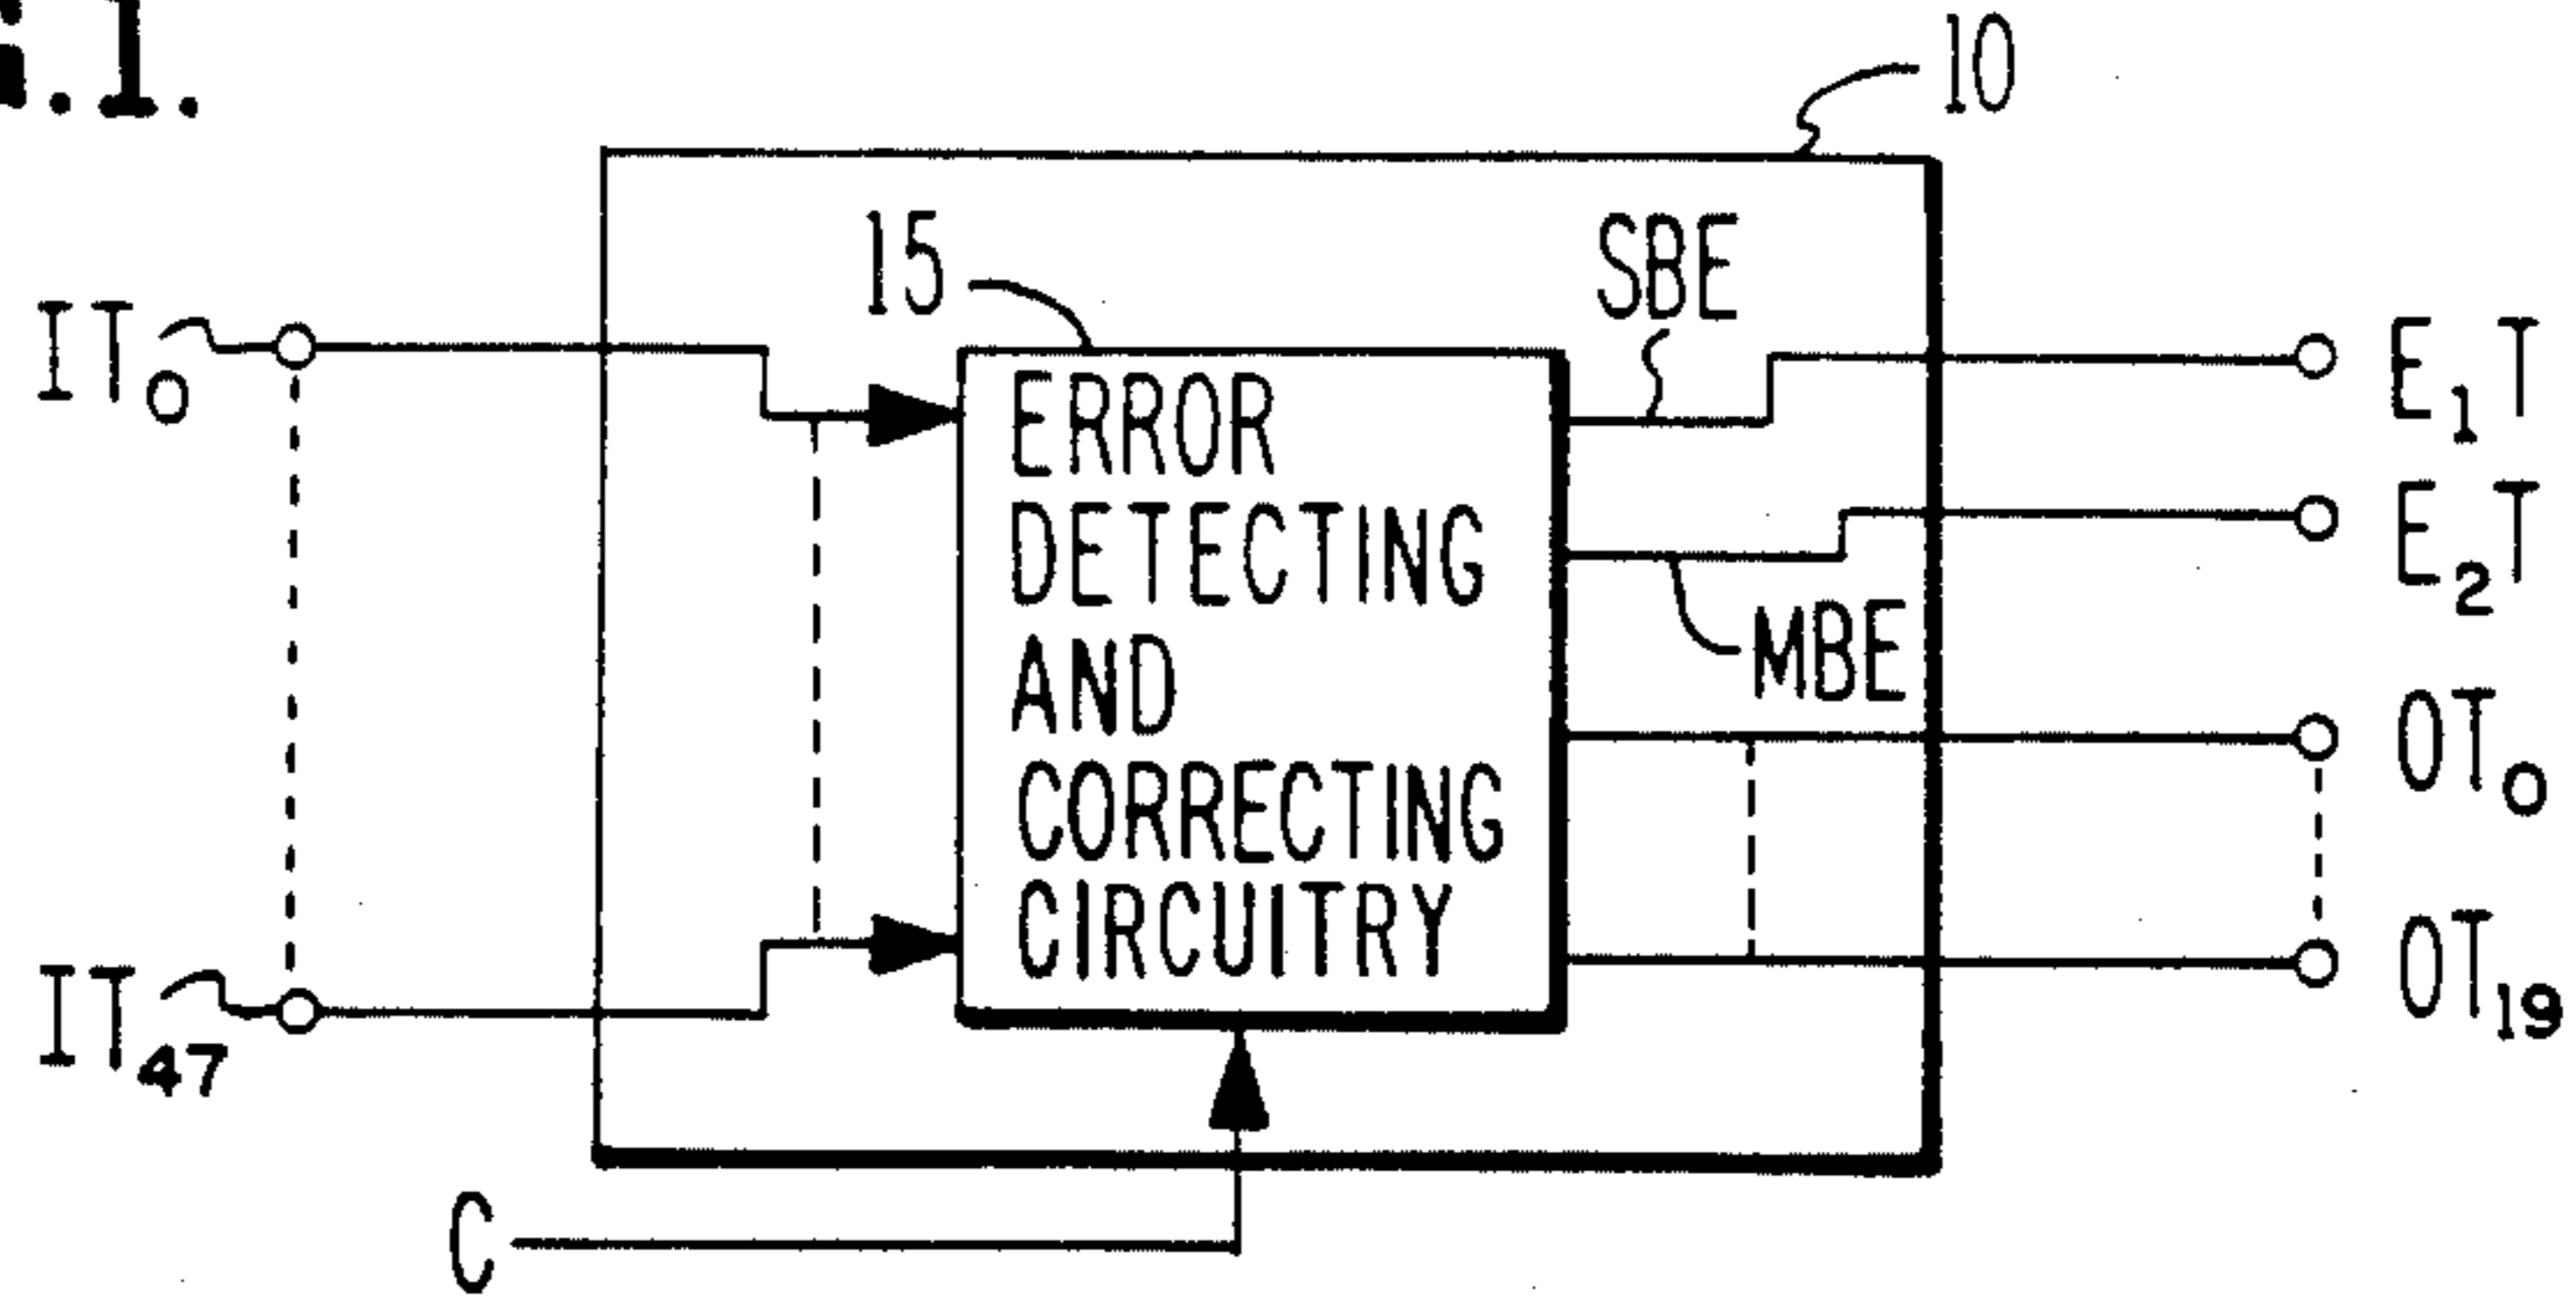 .1.
10
15
SBE
IT0
E1T
ERROR
DETECTING
AND
CORRECTING
CIRCUITRY
E2T
MBE
OT0
IT47
OT19
C